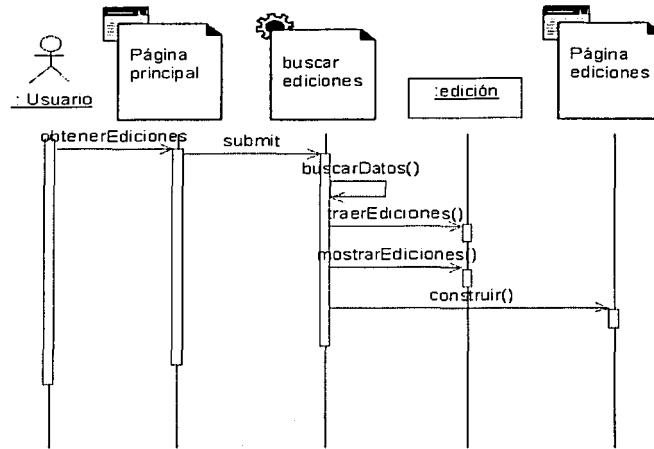 Página
principal
buscar
ediciones
Página
ediciones
: Usuario
:edición
obtenerEdiciones
submit
buscarDatos()
traerEdiciones()
mostrarEdiciones()
construir()